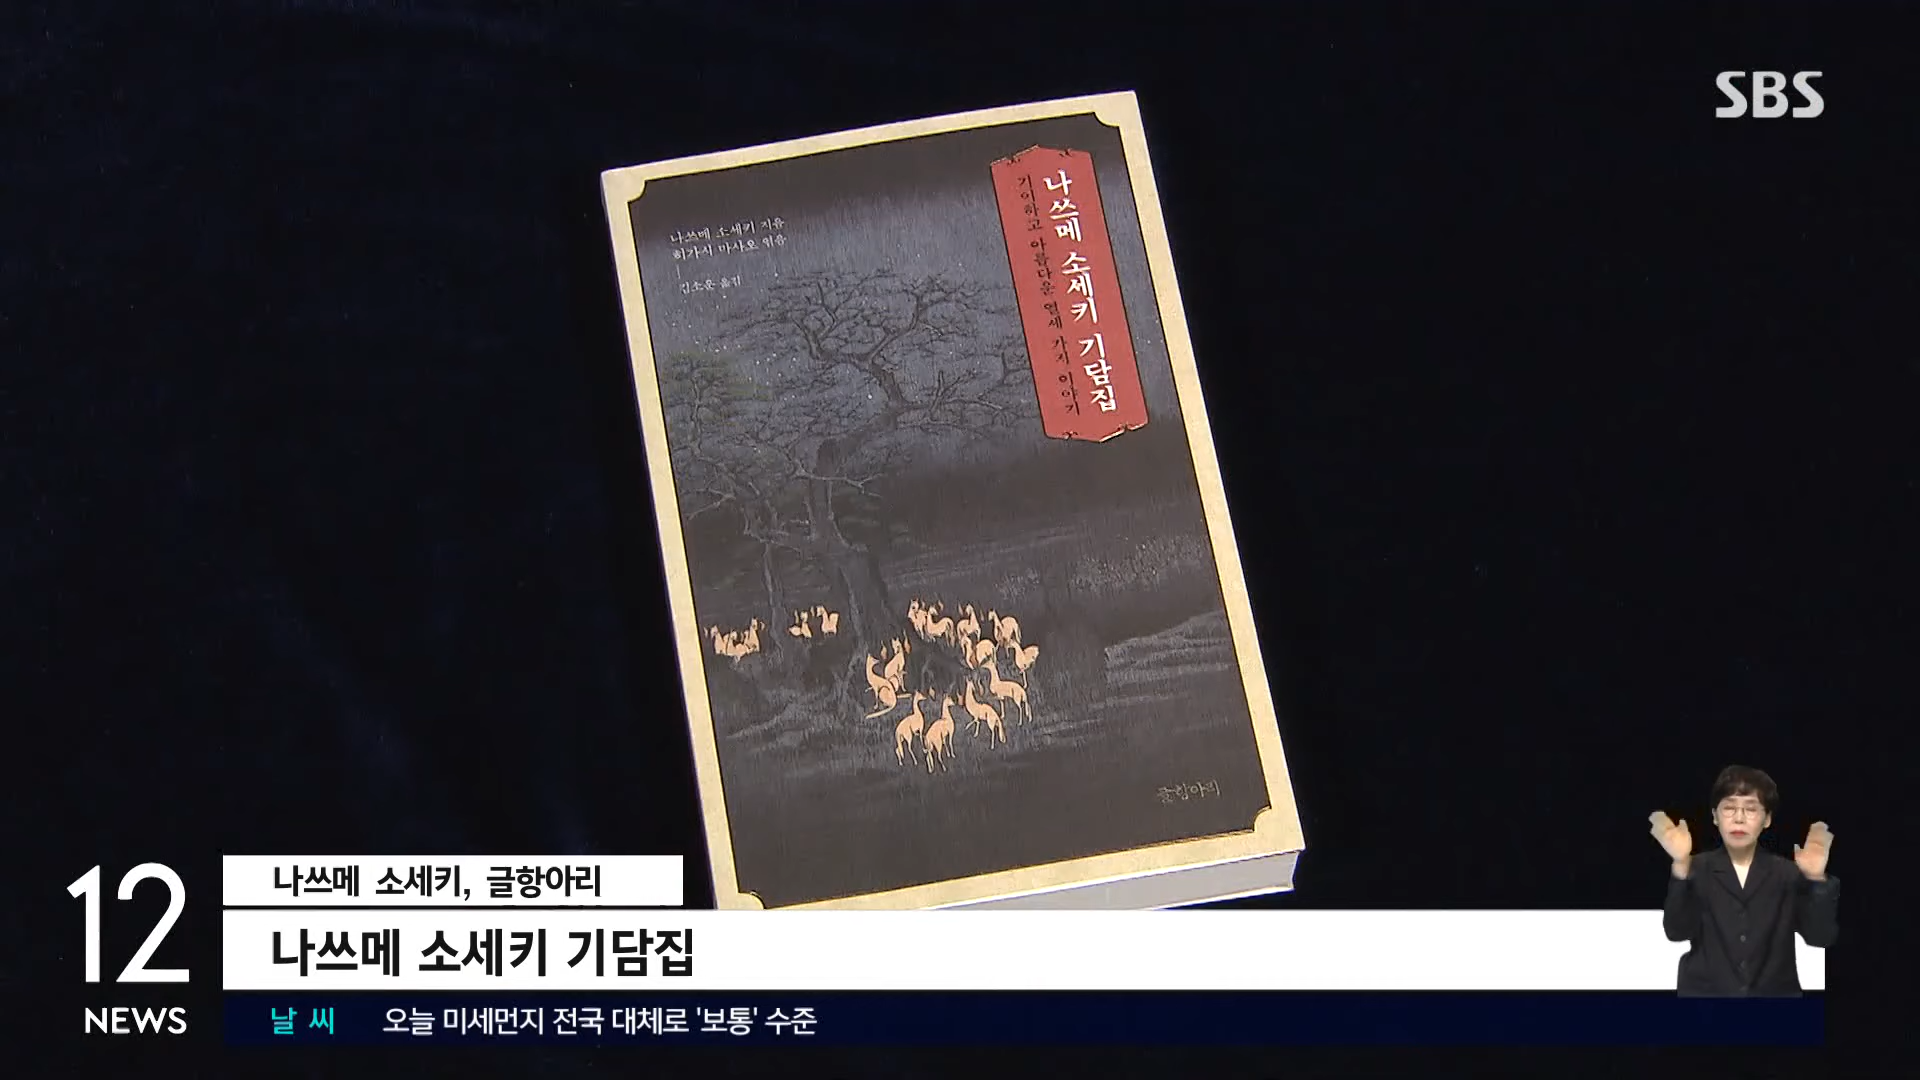 SBS
나쓰메 소세키 기담집
기이하고 아름다운 열세 가지 이야기
나쓰메 소세키 지음
히가시 마사오 엮음
김소운 옮김
글항아리
12
NEWS
나쓰메 소세키, 글항아리
나쓰메 소세키 기담집
날 씨 오늘 미세먼지 전국 대체로 '보통' 수준